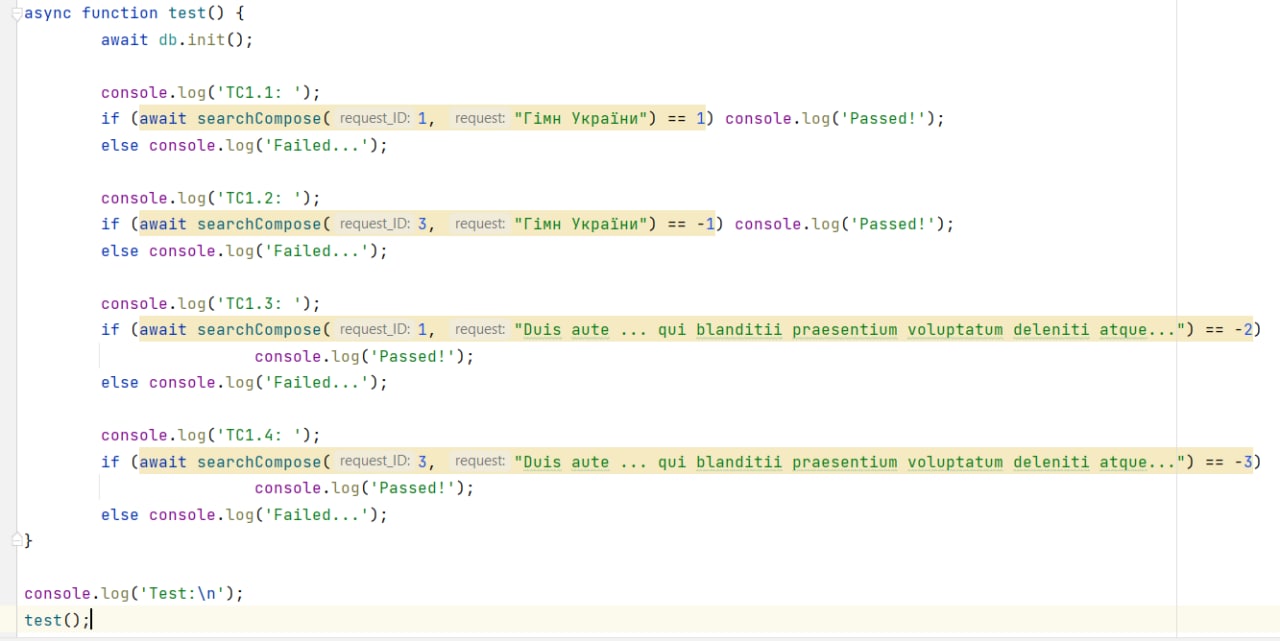 async function test() {
await db.init();
console.log('TC1.1: ');
if (await searchCompose( request_ID: 1, request: "Гімн України") == 1) console.log('Passed!');
else console.log('Failed...');
console.log('TC1.2: ');
if (await searchCompose( request_ID: 3, request: "Гімн України") == -1) console.log('Passed!');
else console.log('Failed...');
console.log('TC1.3: ');
if (await searchCompose( request_ID: 1, request: "Duis aute ... qui blanditii praesentium voluptatum deleniti atque...") == -2)
console.log('Passed!');
else console.log('Failed...');
console.log('TC1.4: ');
if (await searchCompose( request_ID: 3, request: "Duis aute ... qui blanditii praesentium voluptatum deleniti atque...") == -3)
console.log('Passed!');
else console.log('Failed...');
}
console.log('Test:\n');
test();